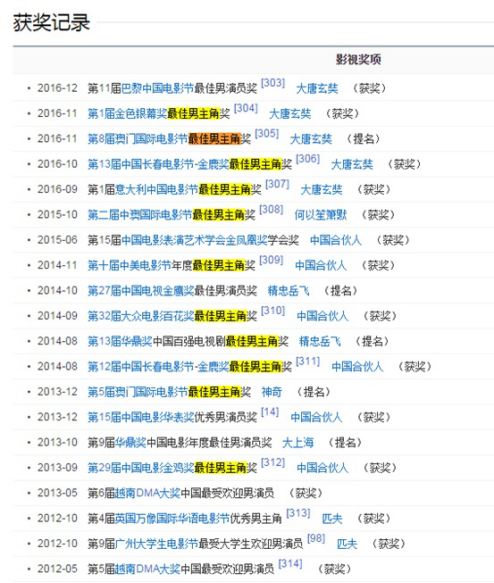 获奖记录
影视奖项
• 2016-12 第11届巴黎中国电影节最佳男演员奖 [303] 大唐玄奘 （获奖）
• 2016-11 第1届金色银幕奖最佳男主角奖 [304] 大唐玄奘 （获奖）
• 2016-11 第8届澳门国际电影节最佳男主角奖 [305] 大唐玄奘 （提名）
• 2016-10 第13届中国长春电影节-金鹿奖最佳男主角奖 [306] 大唐玄奘 （获奖）
• 2016-09 第1届意大利中国电影节最佳男主角奖 [307] 大唐玄奘 （获奖）
• 2015-10 第二届中澳国际电影节最佳男主角奖 [308] 何以笙箫默 （获奖）
• 2015-06 第15届中国电影表演艺术学会金凤凰奖学会奖 中国合伙人 （获奖）
• 2014-11 第十届中美电影节年度最佳男主角奖 [309] 中国合伙人 （获奖）
• 2014-10 第27届中国电视金鹰奖最佳男演员奖 精忠岳飞 （提名）
• 2014-09 第32届大众电影百花奖最佳男主角奖 [310] 中国合伙人 （获奖）
• 2014-08 第13届华鼎奖中国百强电视剧最佳男主角奖 精忠岳飞 （提名）
• 2014-08 第12届中国长春电影节-金鹿奖最佳男主角奖 [311] 中国合伙人 （获奖）
• 2013-12 第5届澳门国际电影节最佳男主角奖 神奇 （提名）
• 2013-12 第15届中国电影华表奖优秀男演员奖 [14] 中国合伙人 （获奖）
• 2013-10 第9届华鼎奖中国电影年度最佳男演员奖 大上海 （提名）
• 2013-09 第29届中国电影金鸡奖最佳男主角奖 [312] 中国合伙人 （获奖）
• 2013-05 第6届越南DMA大奖中国最受欢迎男演员 （获奖）
• 2012-10 第4届英国万像国际华语电影节优秀男主角 [313] 匹夫 （获奖）
• 2012-10 第9届广州大学生电影节最受大学生欢迎男演员 [98] 匹夫 （获奖）
• 2012-05 第5届越南DMA大奖中国最受欢迎男演员 [314] （获奖）